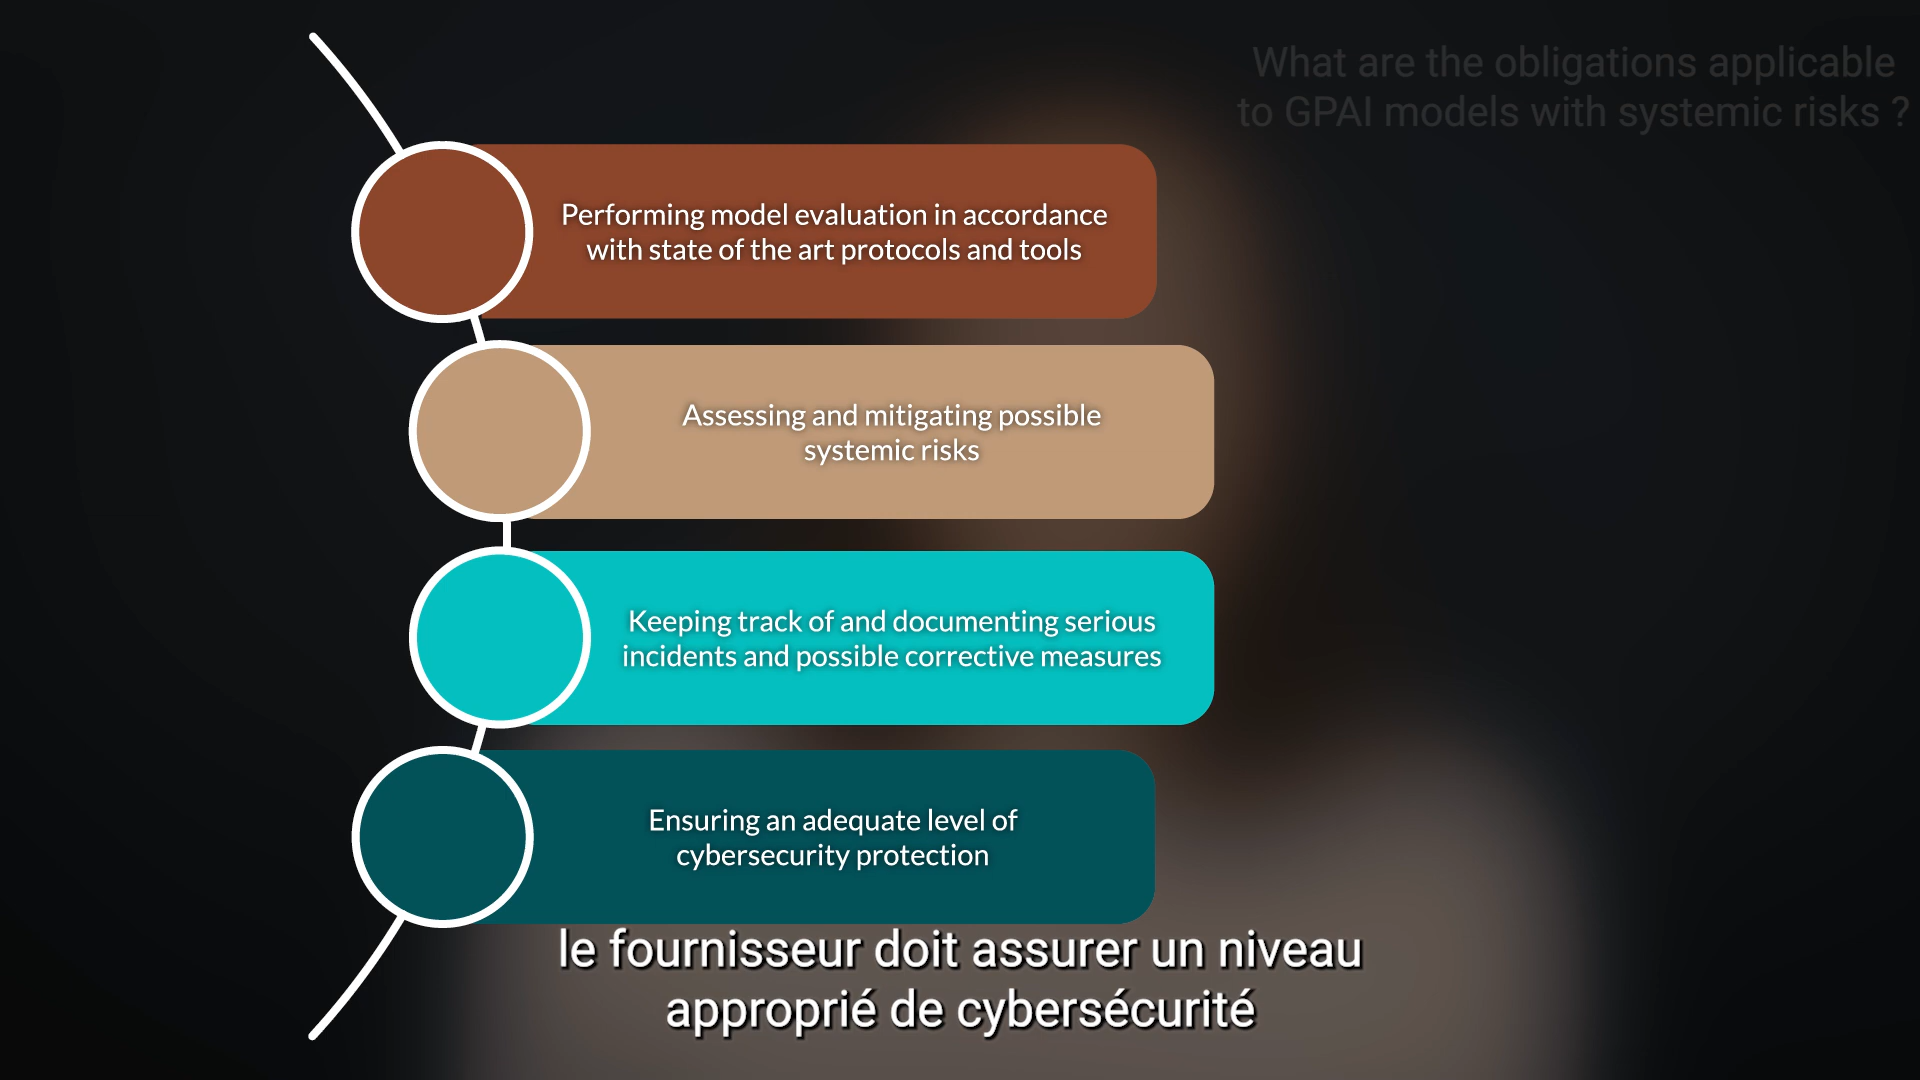 What are the obligations applicable
to GPAI models with systemic risks ?
Performing model evaluation in accordance
with state of the art protocols and tools
Assessing and mitigating possible
systemic risks
Keeping track of and documenting serious
incidents and possible corrective measures
Ensuring an adequate level of
cybersecurity protection
le fournisseur doit assurer un niveau
approprié de cybersécurité